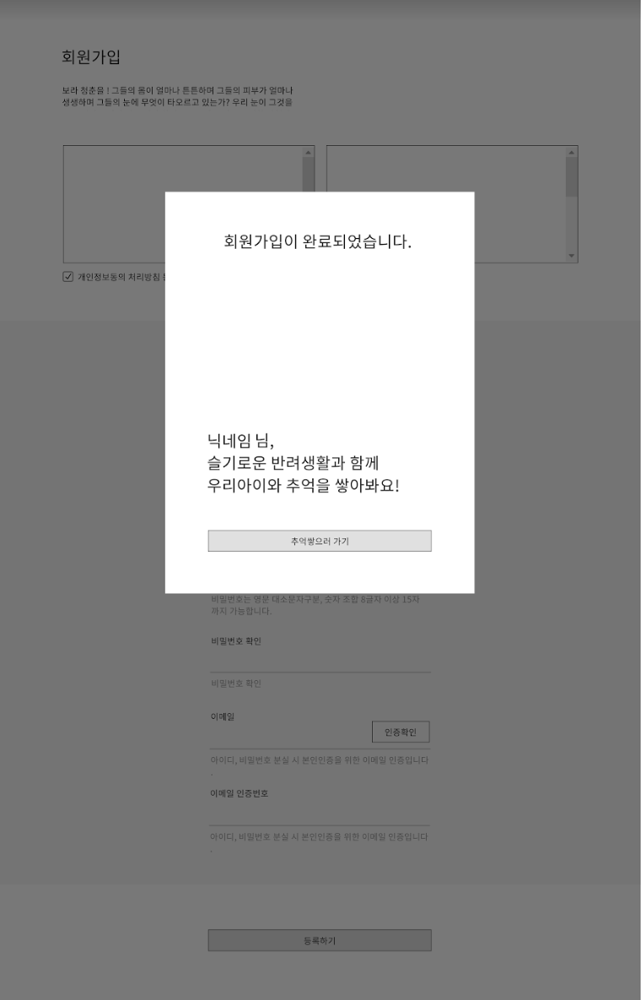 회원가입
보라 청춘을 ! 그들의 몸이 얼마나 튼튼하며 그들의 피부가 얼마나
생생하며 그들의 눈에 무엇이 타오르고 있는가? 우리 눈이 그것을
개인정보동의 처리방침
회원가입이 완료되었습니다.
닉네임 님,
슬기로운 반려생활과 함께
우리아이와 추억을 쌓아봐요!
추억쌓으러 가기
비밀번호는 영문 대소문자구분, 숫자 조합 8글자 이상 15자
까지 가능합니다.
비밀번호 확인
비밀번호 확인
이메일
인증확인
아이디, 비밀번호 분실 시 본인인증을 위한 이메일 인증입니다
.
이메일 인증번호
아이디, 비밀번호 분실 시 본인인증을 위한 이메일 인증입니다
.
등록하기